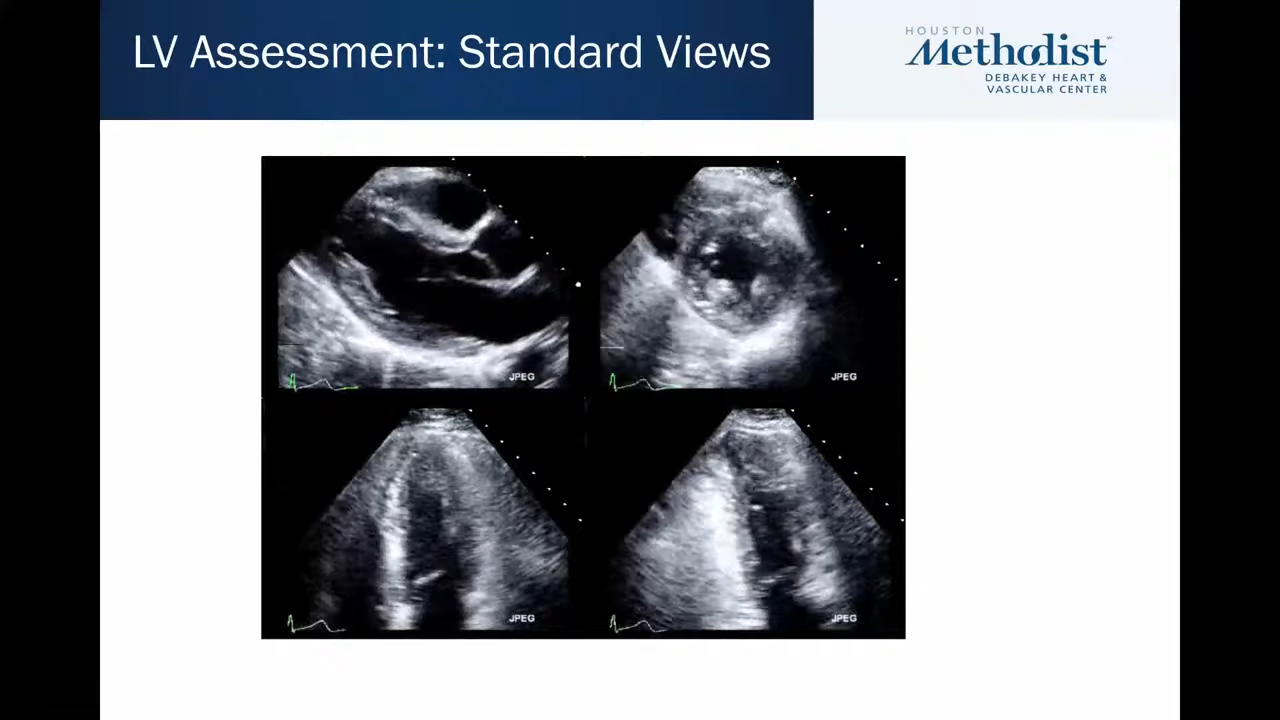 LV Assessment: Standard Views
HOUSTON
Methodist
DEBAKEY HEART &
VASCULAR CENTER
JPEG
JPEG
JPEG
JPEG